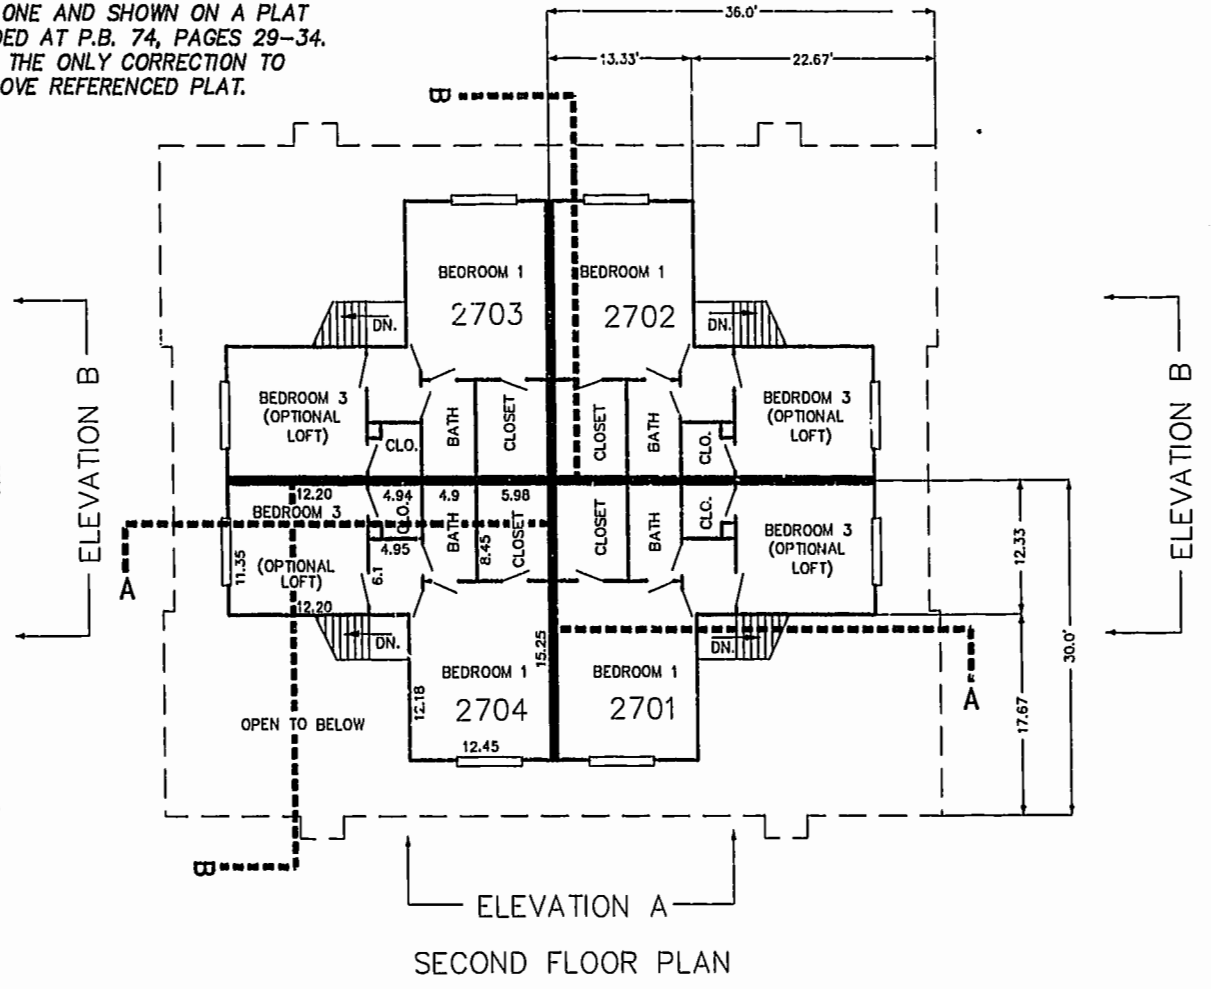 ONE AND SHOWN ON A PLAT
DED AT P.B. 74, PAGES 29-34.
THE ONLY CORRECTION TO
OVE REFERENCED PLAT.
36.0'
13.33'
22.67'
B
BEDROOM 1
2703
BEDROOM 1
2702
DN.
DN.
ELEVATION B
BEDROOM 3
(OPTIONAL
LOFT)
CLO.
BATH
CLOSET
CLOSET
BATH
CLO.
BEDROOM 3
(OPTIONAL
LOFT)
ELEVATION B
12.20
4.94
4.9
5.98
BEDROOM 3
(OPTIONAL
LOFT)
11.35
12.20
CLO.
4.95
6.1
BATH
8.45
CLOSET
CLOSET
BATH
CLO.
BEDROOM 3
(OPTIONAL
LOFT)
12.33
A
DN.
DN.
15.25
30.0'
BEDROOM 1
2704
12.18
12.45
BEDROOM 1
2701
A
17.67
OPEN TO BELOW
B
ELEVATION A
SECOND FLOOR PLAN